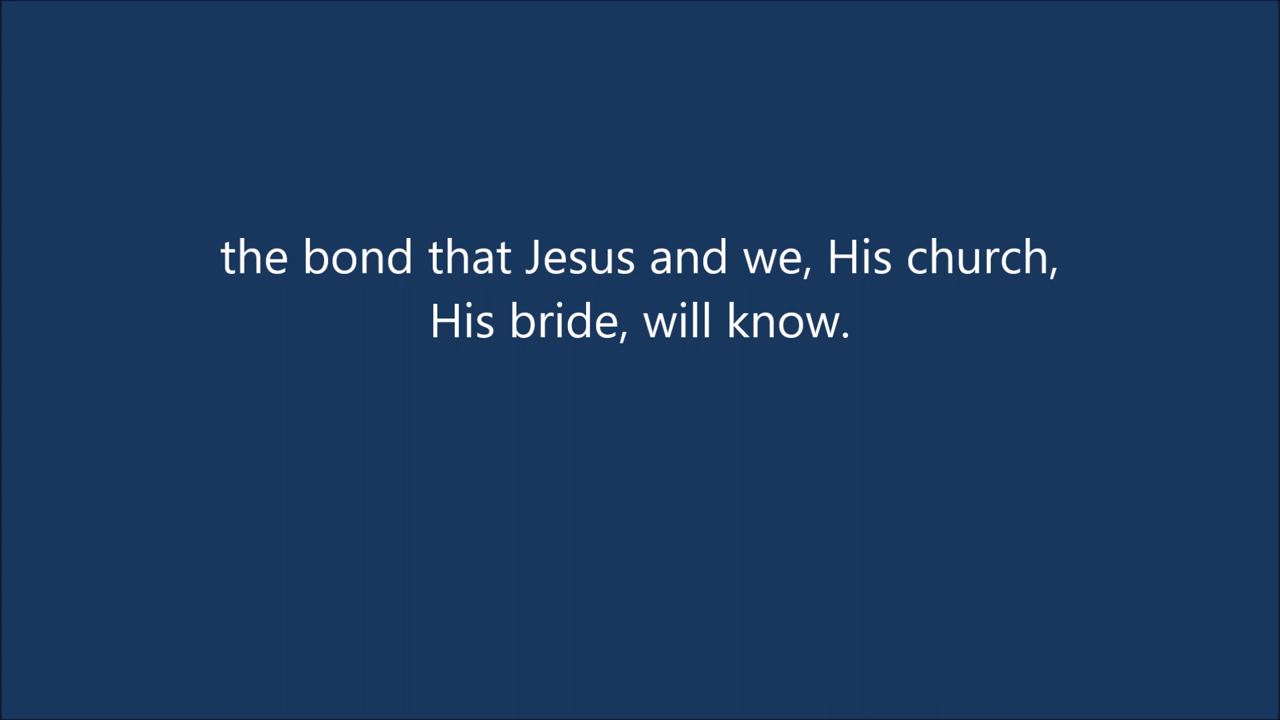 the bond that Jesus and we, His church,
His bride, will know.